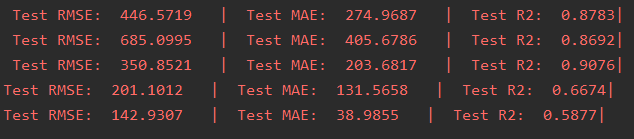 Test RMSE: 446.5719 | Test MAE: 274.9687 | Test R2: 0.8783|
Test RMSE: 685.0995 | Test MAE: 405.6786 | Test R2: 0.8692|
Test RMSE: 350.8521 | Test MAE: 203.6817 | Test R2: 0.9076|
Test RMSE: 201.1012 | Test MAE: 131.5658 | Test R2: 0.6674|
Test RMSE: 142.9307 | Test MAE: 38.9855 | Test R2: 0.5877|